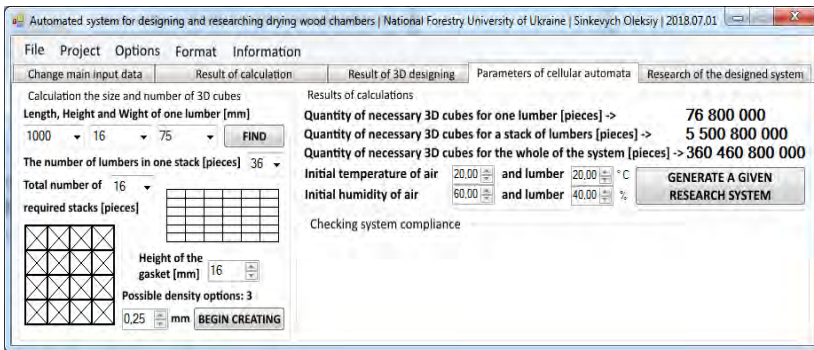 Automated system for designing and researching drying wood chambers | National Forestry University of Ukraine | Sinkevych Oleksiy | 2018.07.01
File Project Options Format Information
Change main input data Result of calculation Result of 3D designing Parameters of cellular automata Research of the designed system
Calculation the size and number of 3D cubes
Length, Height and Wight of one lumber [mm]
1000 16 75 FIND
The number of lumbers in one stack [pieces] 36
Total number of 16
required stacks [pieces]
Height of the
gasket [mm] 16
Possible density options: 3
0,25 mm BEGIN CREATING
Results of calculations
Quantity of necessary 3D cubes for one lumber [pieces] -> 76 800 000
Quantity of necessary 3D cubes for a stack of lumbers [pieces] -> 5 500 800 000
Quantity of necessary 3D cubes for the whole of the system [pieces] -> 360 460 800 000
Initial temperature of air 20,00 and lumber 20,00 °C
Initial humidity of air 60,00 and lumber 40,00 %
GENERATE A GIVEN
RESEARCH SYSTEM
Checking system compliance